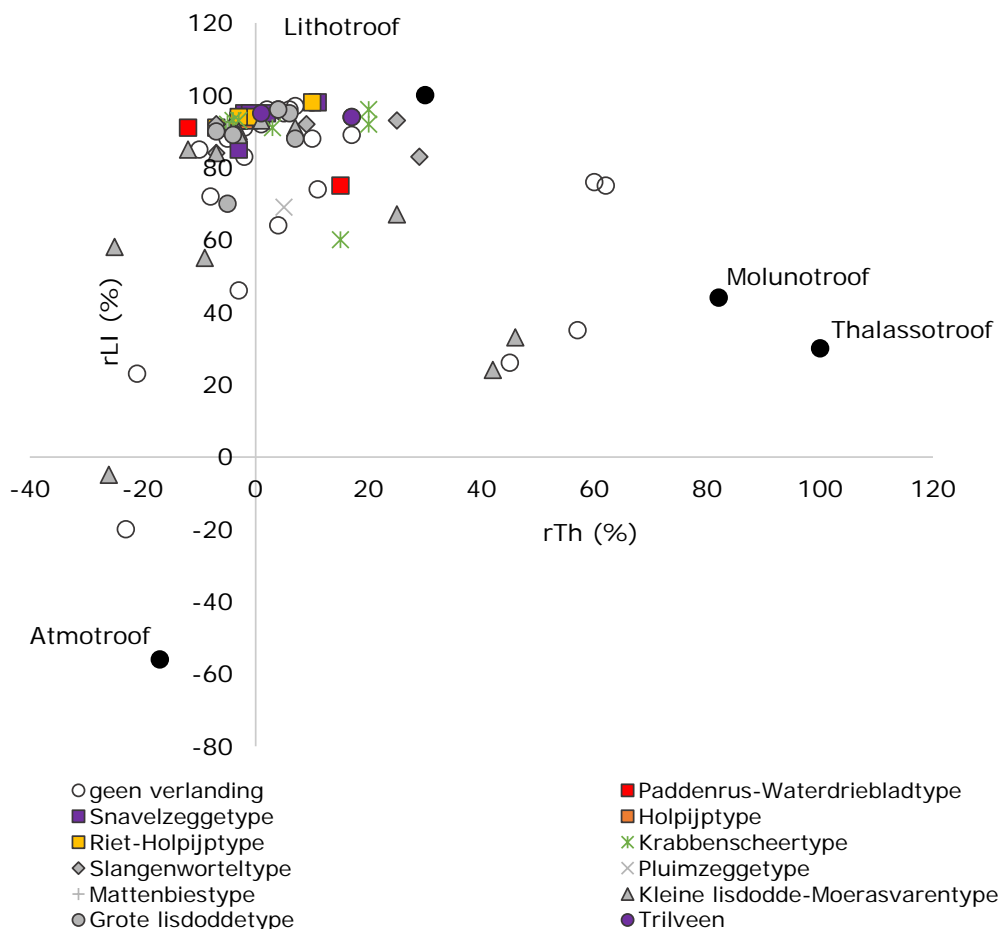 120
Lithotroof
100
80
60
40
20
0
-20
-40
-60
-80
rLI (%)
Molunotroof
Thalassotroof
-40 -20 0 20 40 60 80 100 120
rTh (%)
Atmotroof
geen verlanding
Paddenrus-Waterdriebladtype
Snavelzeggetype
Holpijptype
Riet-Holpijptype
Krabbenscheertype
Slangenworteltype
Pluimzeggetype
Mattenbiestype
Kleine lisdodde-Moerasvarentype
Grote lisdoddetype
Trilveen